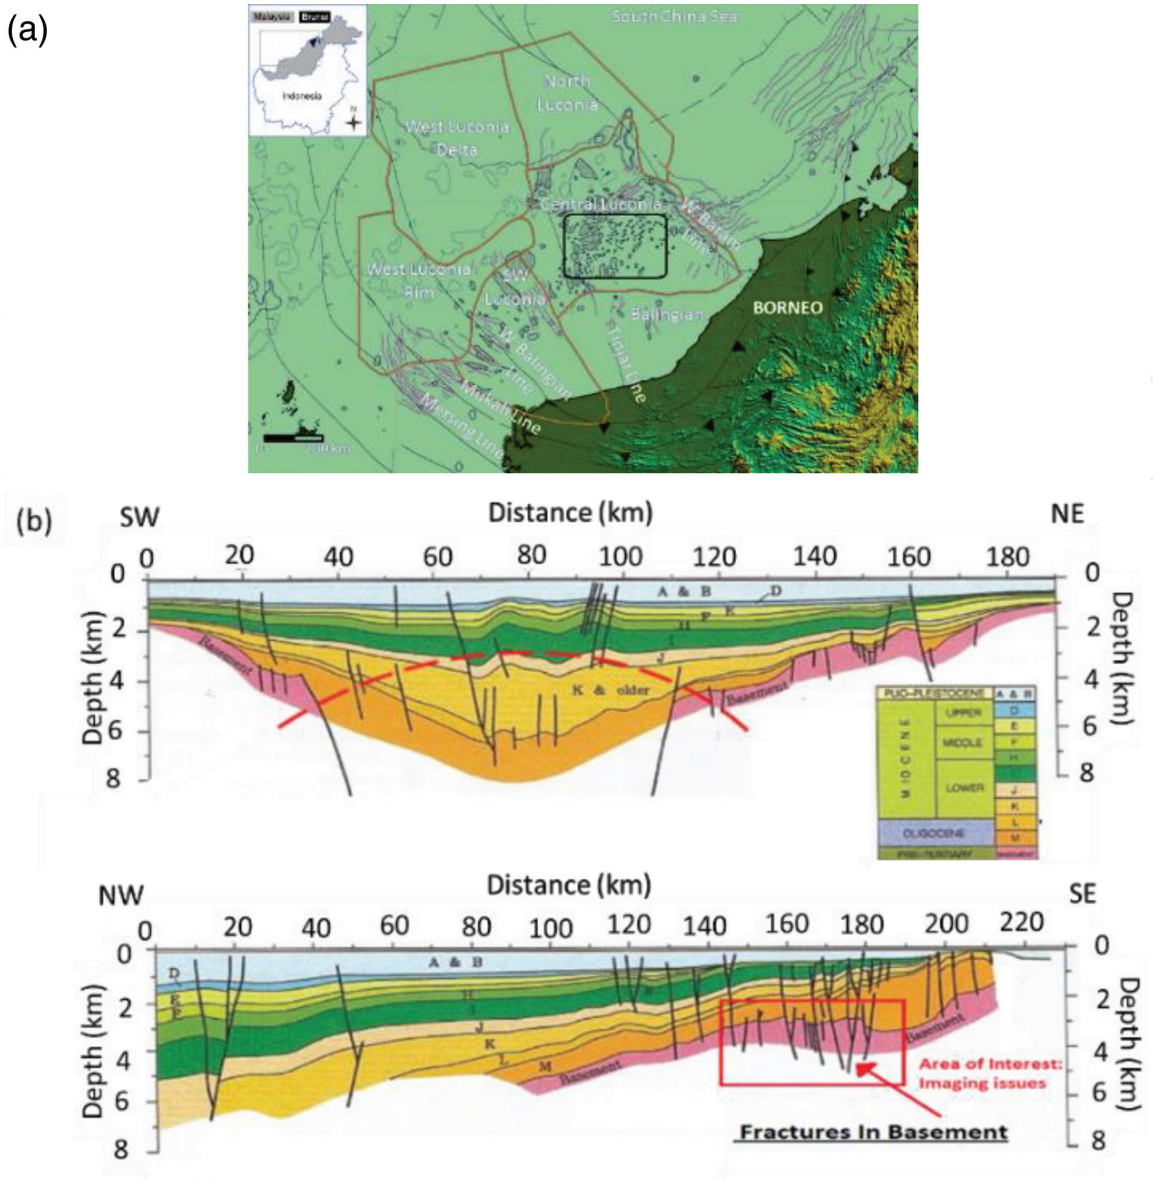 (a)
Malaysia Brunei
Indonesia
N
South China Sea
North
Luconia
West Luconia
Delta
Central Luconia
W. Baram
Line
West Luconia
Rim
SW
Luconia
Balingian
BORNEO
W. Balingian
Line
Tinjar Line
Mukah Line
Mersing Line
200 km
(b)
SW
Distance (km)
NE
0 20 40 60 80 100 120 140 160 180
0
2
4
6
8
Depth (km)
A & B
D
E
F
H
I
J
K & older
Basement
Basement
0
2
4
6
8
Depth (km)
PLIO-PLEISTOCENE A & B
MIOCENE
UPPER
MIDDLE
LOWER
OLIGOCENE
PRE-TERTIARY
D
E
F
H
J
K
L
M
BASEMENT
NW
Distance (km)
SE
0 20 40 60 80 100 120 140 160 180 200 220
0
2
4
6
8
Depth (km)
A & B
D
E
F
H
I
J
K
L
M
Basement
Basement
0
2
4
6
8
Depth (km)
Area of Interest:
Imaging issues
Fractures In Basement